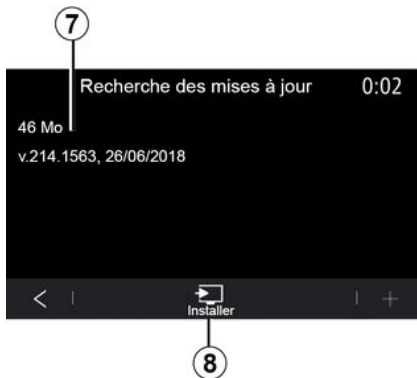 7
Recherche des mises à jour 0:02
46 Mo
v.214.1563, 26/06/2018
Installer
8